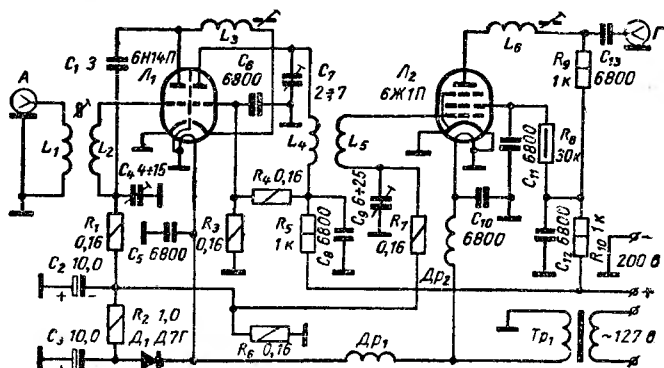 А
L₁
L₂
C₁ 3
6Н14П
Л₁
L₃
C₆
6800
C₇
2÷7
L₄
L₅
Л₂
6Ж1П
L₆
C₁₃
6800
Г
R₉
1к
R₈
30к
C₁₁ 6800
C₄ 4÷15
R₁
0,16
C₅ 6800
R₃
0,16
R₄ 0,16
R₅
1к
C₈ 6800
C₉ 6÷25
R₇
0,16
C₁₀
6800
Др₂
C₁₂ 6800
R₁₀ 1к
−
200 в
+
C₂ 10,0
+ −
R₂ 1,0
C₃ 10,0
+ −
Д₁ Д7Г
R₆ 0,16
Др₁
Тр₁
~127 в